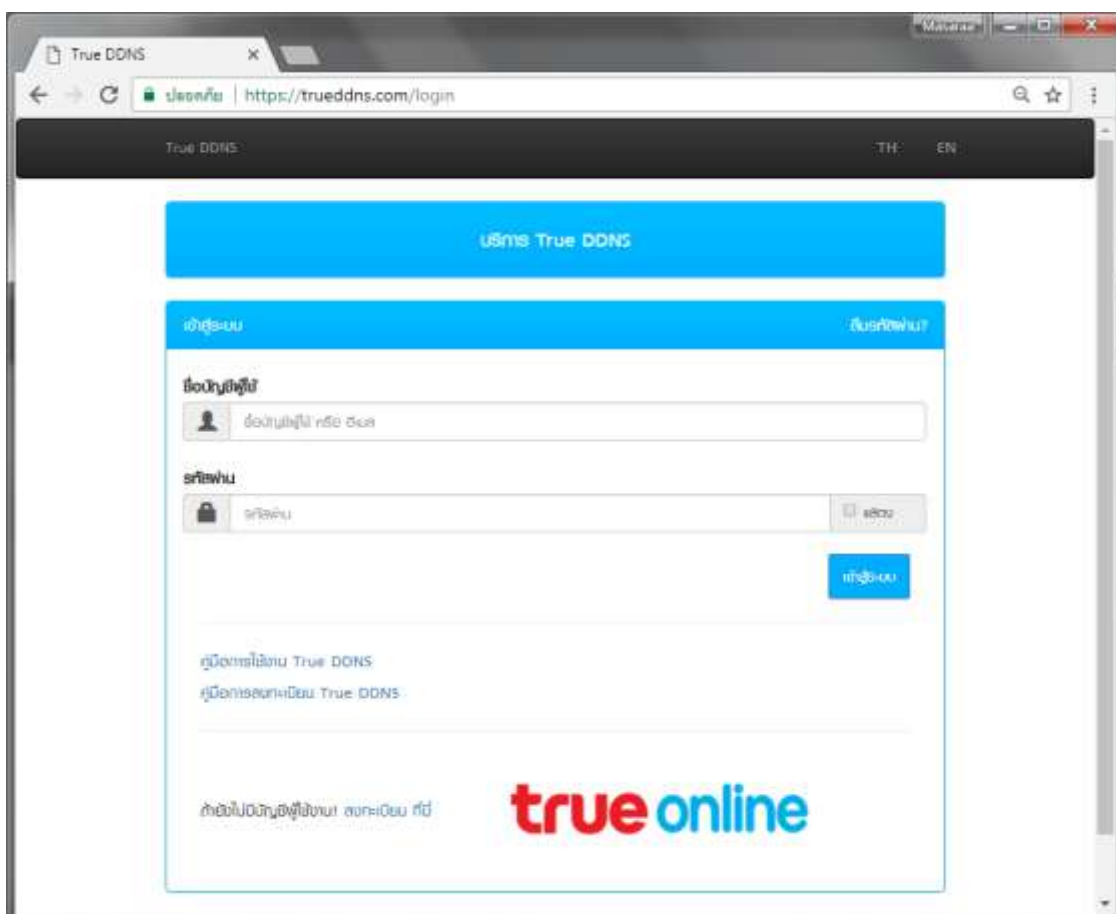 Masaraa
True DDNS
ปลอดภัย | https://trueddns.com/login
True DDNS TH EN
บริการ True DDNS
เข้าสู่ระบบ ลืมรหัสผ่าน?
ชื่อบัญชีผู้ใช้
ชื่อบัญชีผู้ใช้ หรือ อีเมล
รหัสผ่าน
รหัสผ่าน แสดง
เข้าสู่ระบบ
คู่มือการใช้งาน True DDNS
คู่มือการลงทะเบียน True DDNS
ถ้ายังไม่มีบัญชีผู้ใช้งาน! ลงทะเบียน ที่นี่
true online